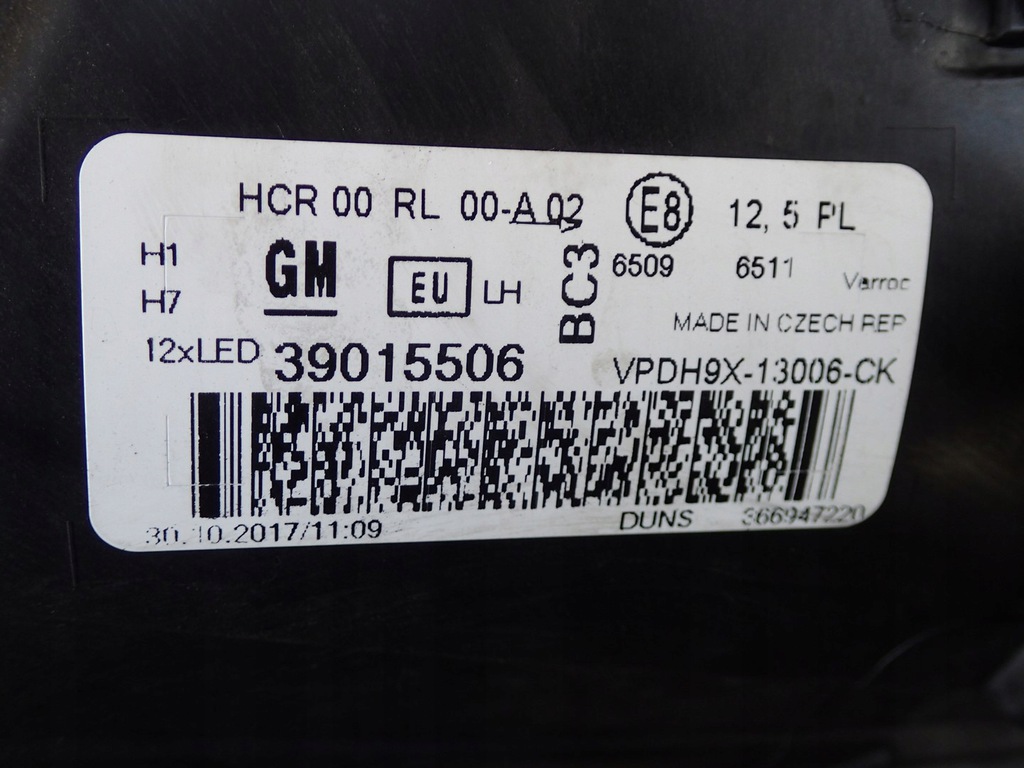 HCR 00 RL 00-A 02 E8 12, 5 PL
H1 GM EU LH BC3 6509 6511
H7 Varroc
MADE IN CZECH REP
12xLED 39015506 VPDH9X-13006-CK
30.10.2017/11:09 DUNS 366947220